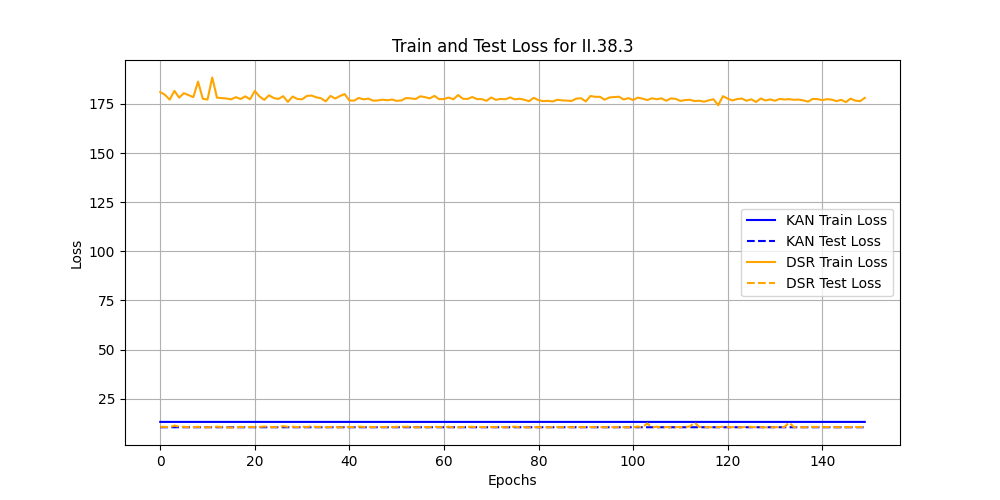 Train and Test Loss for II.38.3
Loss
175
150
125
100
75
50
25
KAN Train Loss
KAN Test Loss
DSR Train Loss
DSR Test Loss
0 20 40 60 80 100 120 140
Epochs